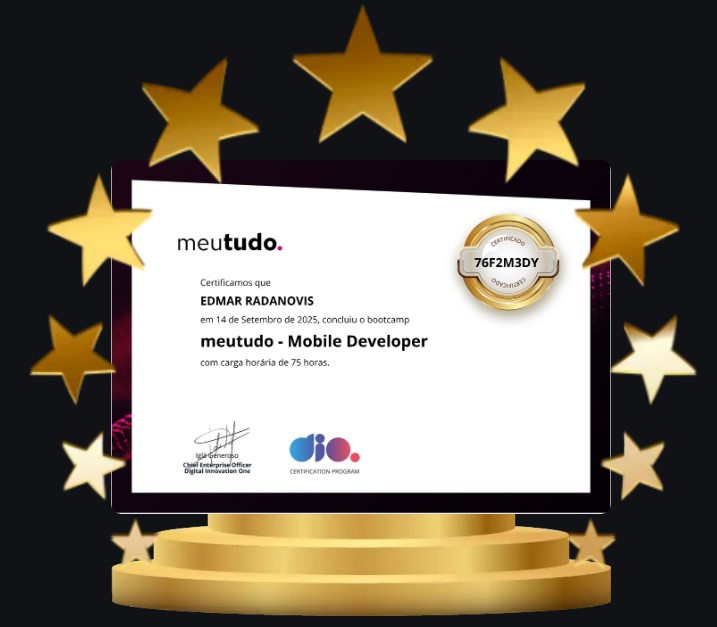 meutudo.
CERTIFICADO
76F2M3DY
CERTIFICADO
Certificamos que
EDMAR RADANOVIS
em 14 de Setembro de 2025, concluiu o bootcamp
meutudo - Mobile Developer
com carga horária de 75 horas.
Iglá Generoso
Chief Enterprise Officer
Digital Innovation One
dio.
CERTIFICATION PROGRAM